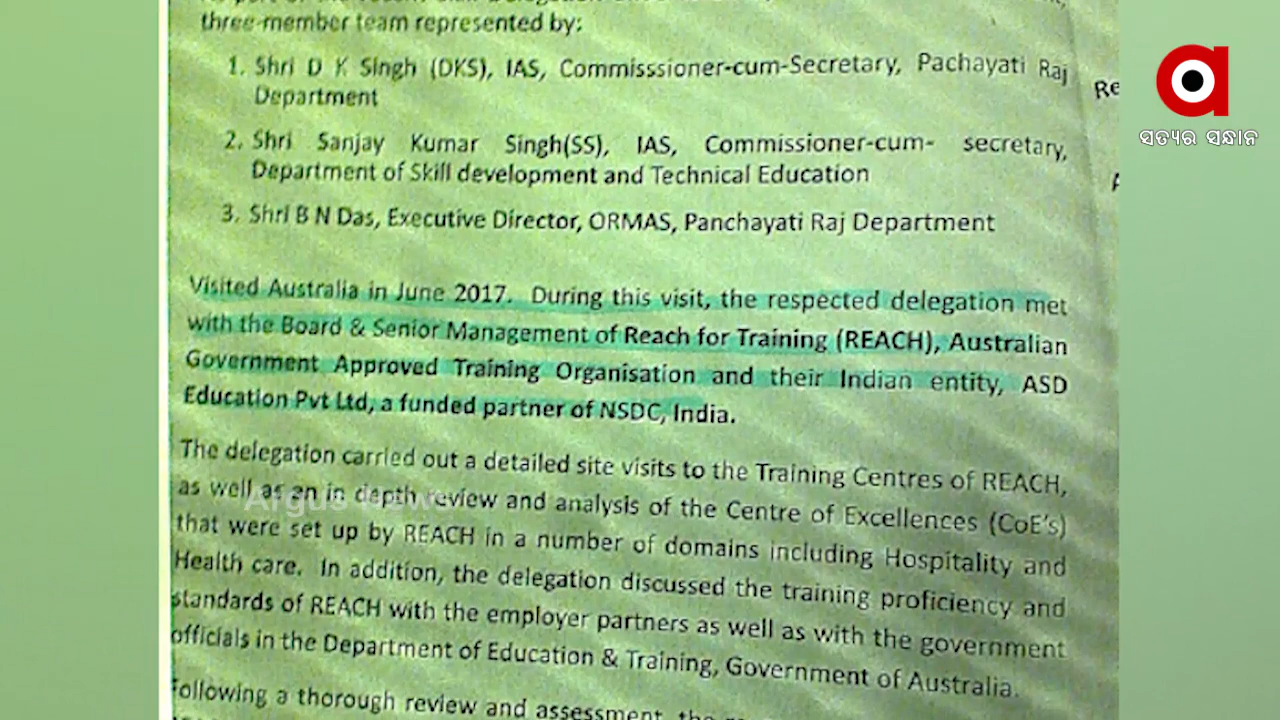 three-member team represented by:
1. Shri D K Singh (DKS), IAS, Commisssioner-cum-Secretary, Pachayati Raj
Department
2. Shri Sanjay Kumar Singh(SS), IAS, Commissioner-cum- secretary,
Department of Skill development and Technical Education
3. Shri B N Das, Executive Director, ORMAS, Panchayati Raj Department
Visited Australia in June 2017. During this visit, the respected delegation met
with the Board & Senior Management of Reach for Training (REACH), Australian
Government Approved Training Organisation and their Indian entity, ASD
Education Pvt Ltd, a funded partner of NSDC, India.
The delegation carried out a detailed site visits to the Training Centres of REACH,
as well as an in depth review and analysis of the Centre of Excellences (CoE's)
that were set up by REACH in a number of domains including Hospitality and
Health care. In addition, the delegation discussed the training proficiency and
standards of REACH with the employer partners as well as with the government
officials in the Department of Education & Training, Government of Australia.
Following a thorough review and assessment, the
Re
a
ସତ୍ୟର ସନ୍ଧାନ
Argus News